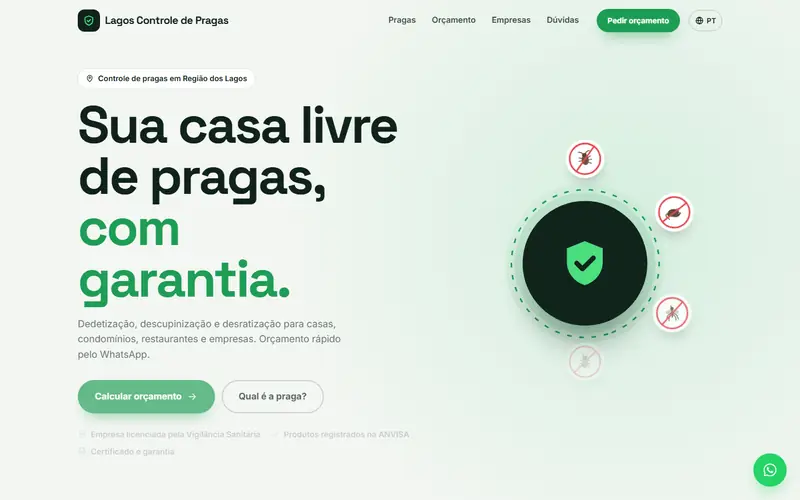 Lagos Controle de Pragas
Pragas
Orçamento
Empresas
Dúvidas
Pedir orçamento
PT
Controle de pragas em Região dos Lagos
Sua casa livre
de pragas,
com
garantia.
Dedetização, descupinização e desratização para casas,
condomínios, restaurantes e empresas. Orçamento rápido
pelo WhatsApp.
Calcular orçamento →
Qual é a praga?
Empresa licenciada pela Vigilância Sanitária
Produtos registrados na ANVISA
Certificado e garantia